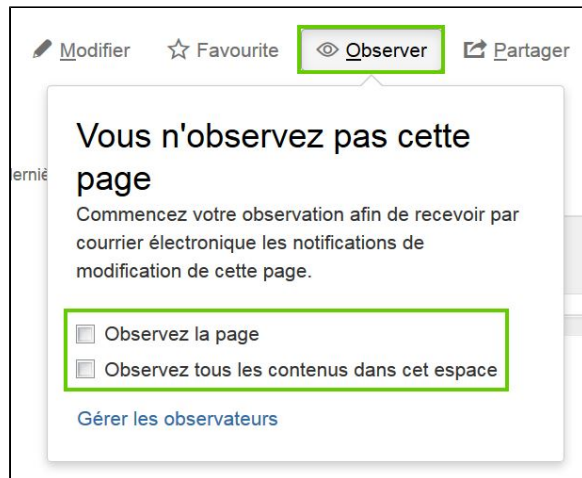 Modifier Favourite Observer Partager
Vous n'observez pas cette
page
derniè
Commencez votre observation afin de recevoir par
courrier électronique les notifications de
modification de cette page.
Observez la page
Observez tous les contenus dans cet espace
Gérer les observateurs